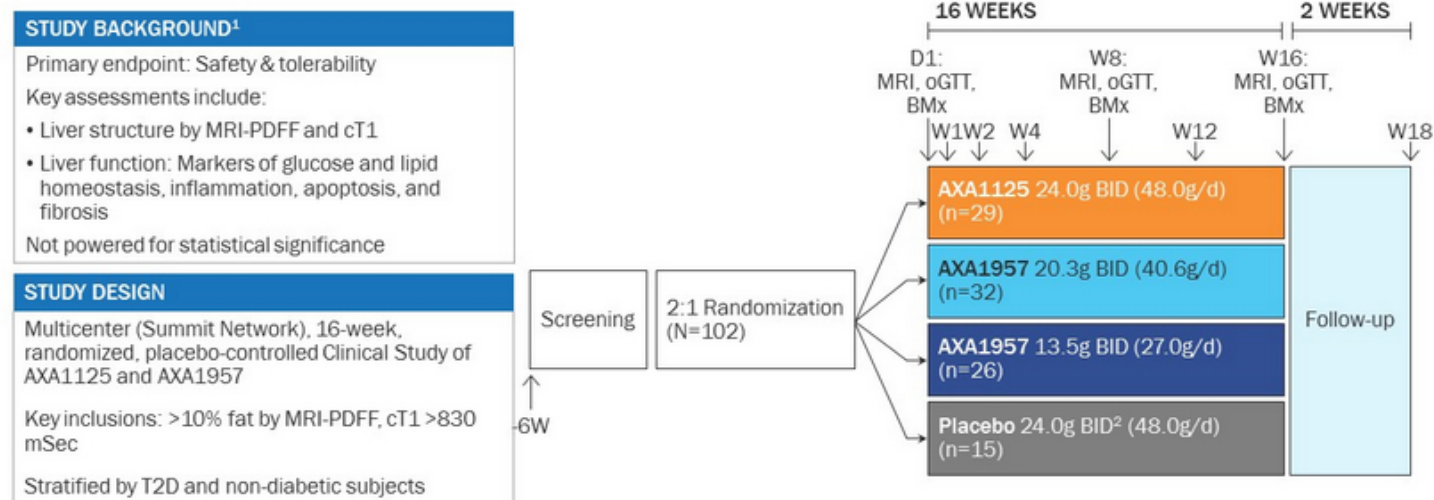 STUDY BACKGROUND¹
Primary endpoint: Safety & tolerability
Key assessments include:
• Liver structure by MRI-PDFF and cT1
• Liver function: Markers of glucose and lipid
homeostasis, inflammation, apoptosis, and
fibrosis
Not powered for statistical significance
STUDY DESIGN
Multicenter (Summit Network), 16-week,
randomized, placebo-controlled Clinical Study of
AXA1125 and AXA1957
Key inclusions: >10% fat by MRI-PDFF, cT1 >830
mSec
Stratified by T2D and non-diabetic subjects
-6W
Screening
2:1 Randomization
(N=102)
16 WEEKS
2 WEEKS
D1:
MRI, oGTT,
BMx
W8:
MRI, oGTT,
BMx
W16:
MRI, oGTT,
BMx
W1 W2 W4 W12 W18
AXA1125 24.0g BID (48.0g/d)
(n=29)
AXA1957 20.3g BID (40.6g/d)
(n=32)
AXA1957 13.5g BID (27.0g/d)
(n=26)
Placebo 24.0g BID² (48.0g/d)
(n=15)
Follow-up